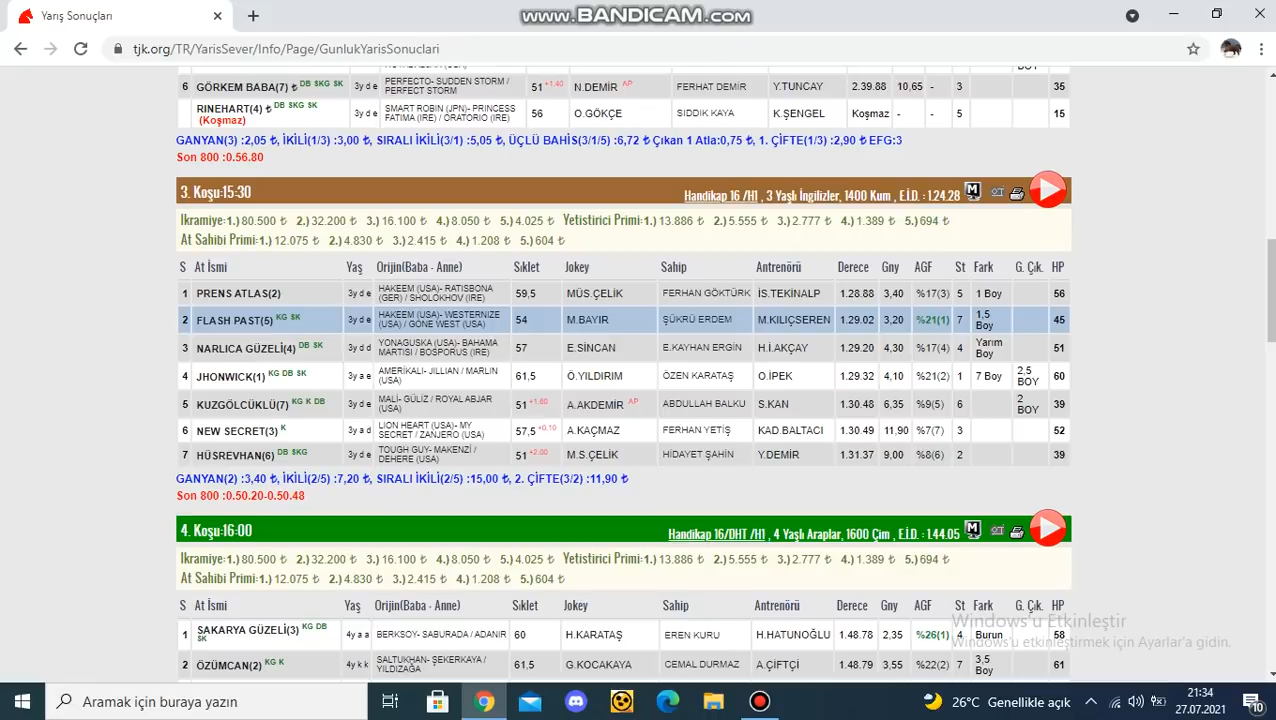 Yarış Sonuçları
www.BANDICAM.com
tjk.org/TR/YarisSever/Info/Page/GunlukYarisSonuclari
6 GÖRKEM BABA(7) ₺ DB $KG $K 3y d e PERFECTO- SUDDEN STORM / PERFECT STORM 51 +1.40 N.DEMİR AP FERHAT DEMİR Y.TUNCAY 2.39.88 10,65 - 3 35
RINEHART(4) ₺ DB $KG $K (Koşmaz) 3y d e SMART ROBIN (JPN)- PRINCESS FATIMA (IRE) / ORATORIO (IRE) 56 O.GÖKÇE SIDDIK KAYA K.ŞENGEL Koşmaz - - 5 15
GANYAN(3) :2,05 ₺, İKİLİ(1/3) :3,00 ₺, SIRALI İKİLİ(3/1) :5,05 ₺, ÜÇLÜ BAHİS(3/1/5) :6,72 ₺ Çıkan 1 Atla:0,75 ₺, 1. ÇİFTE(1/3) :2,90 ₺ EFG:3
Son 800 :0.56.80
3. Koşu:15:30 Handikap 16 /H1 , 3 Yaşlı İngilizler, 1400 Kum , E.İ.D. : 1.24.28
İkramiye:1.) 80.500 ₺ 2.) 32.200 ₺ 3.) 16.100 ₺ 4.) 8.050 ₺ 5.) 4.025 ₺ Yetistirici Primi:1.) 13.886 ₺ 2.) 5.555 ₺ 3.) 2.777 ₺ 4.) 1.389 ₺ 5.) 694 ₺
At Sahibi Primi:1.) 12.075 ₺ 2.) 4.830 ₺ 3.) 2.415 ₺ 4.) 1.208 ₺ 5.) 604 ₺
S At İsmi Yaş Orijin(Baba - Anne) Sıklet Jokey Sahip Antrenörü Derece Gny AGF St Fark G. Çık. HP
1 PRENS ATLAS(2) 3y d e HAKEEM (USA)- RATISBONA (GER) / SHOLOKHOV (IRE) 59,5 MÜS.ÇELİK FERHAN GÖKTÜRK İS.TEKİNALP 1.28.88 3,40 %17(3) 5 1 Boy 56
2 FLASH PAST(5) KG $K 3y d e HAKEEM (USA)- WESTERNIZE (USA) / GONE WEST (USA) 54 M.BAYIR ŞÜKRÜ ERDEM M.KILIÇSEREN 1.29.02 3,20 %21(1) 7 1,5 Boy 45
3 NARLICA GÜZELİ(4) DB $K 3y d d YONAGUSKA (USA)- BAHAMA MARTISI / BOSPORUS (IRE) 57 E.SİNCAN E.KAYHAN ERGİN H.İ.AKÇAY 1.29.20 4,30 %17(4) 4 Yarım Boy 51
4 JHONWICK(1) KG DB $K 3y a e AMERİKALI- JILLIAN / MARLIN (USA) 61,5 Ö.YILDIRIM ÖZEN KARATAŞ O.İPEK 1.29.32 4,10 %21(2) 1 7 Boy 2,5 BOY 60
5 KUZGÖLCÜKLÜ(7) KG K DB 3y d e MALİ- GÜLİZ / ROYAL ABJAR (USA) 51 +1.60 A.AKDEMİR AP ABDULLAH BALKU S.KAN 1.30.48 6,35 %9(5) 6 2 BOY 39
6 NEW SECRET(3) K 3y a d LION HEART (USA)- MY SECRET / ZANJERO (USA) 57,5 +0.10 A.KAÇMAZ FERHAN YETİŞ KAD.BALTACI 1.30.49 11,90 %7(7) 3 52
7 HÜSREVHAN(6) DB $KG 3y d e TOUGH GUY- MAKENZİ / DEHERE (USA) 51 +2.00 M.S.ÇELİK HİDAYET ŞAHİN Y.DEMİR 1.31.37 9,00 %8(6) 2 39
GANYAN(2) :3,40 ₺, İKİLİ(2/5) :7,20 ₺, SIRALI İKİLİ(2/5) :15,00 ₺, 2. ÇİFTE(3/2) :11,90 ₺
Son 800 :0.50.20-0.50.48
4. Koşu:16:00 Handikap 16/DHT /H1 , 4 Yaşlı Araplar, 1600 Çim , E.İ.D. : 1.44.05
İkramiye:1.) 80.500 ₺ 2.) 32.200 ₺ 3.) 16.100 ₺ 4.) 8.050 ₺ 5.) 4.025 ₺ Yetistirici Primi:1.) 13.886 ₺ 2.) 5.555 ₺ 3.) 2.777 ₺ 4.) 1.389 ₺ 5.) 694 ₺
At Sahibi Primi:1.) 12.075 ₺ 2.) 4.830 ₺ 3.) 2.415 ₺ 4.) 1.208 ₺ 5.) 604 ₺
S At İsmi Yaş Orijin(Baba - Anne) Sıklet Jokey Sahip Antrenörü Derece Gny AGF St Fark G. Çık. HP
1 SAKARYA GÜZELİ(3) KG DB $K 4y a a BERKSOY- SABURADA / ADANIR 60 H.KARATAŞ EREN KURU H.HATUNOĞLU 1.48.78 2,35 %26(1) 4 Burun 58
2 ÖZÜMCAN(2) KG K 4y k k SALTUKHAN- ŞEKERKAYA / YILDIZAĞA 61,5 G.KOCAKAYA CEMAL DURMAZ A.ÇİFTÇİ 1.48.79 3,55 %22(2) 7 3,5 Boy 61
Windows'u Etkinleştir
Windows'u etkinleştirmek için Ayarlar'a gidin.
Aramak için buraya yazın
26°C Genellikle açık
21:34
27.07.2021
10